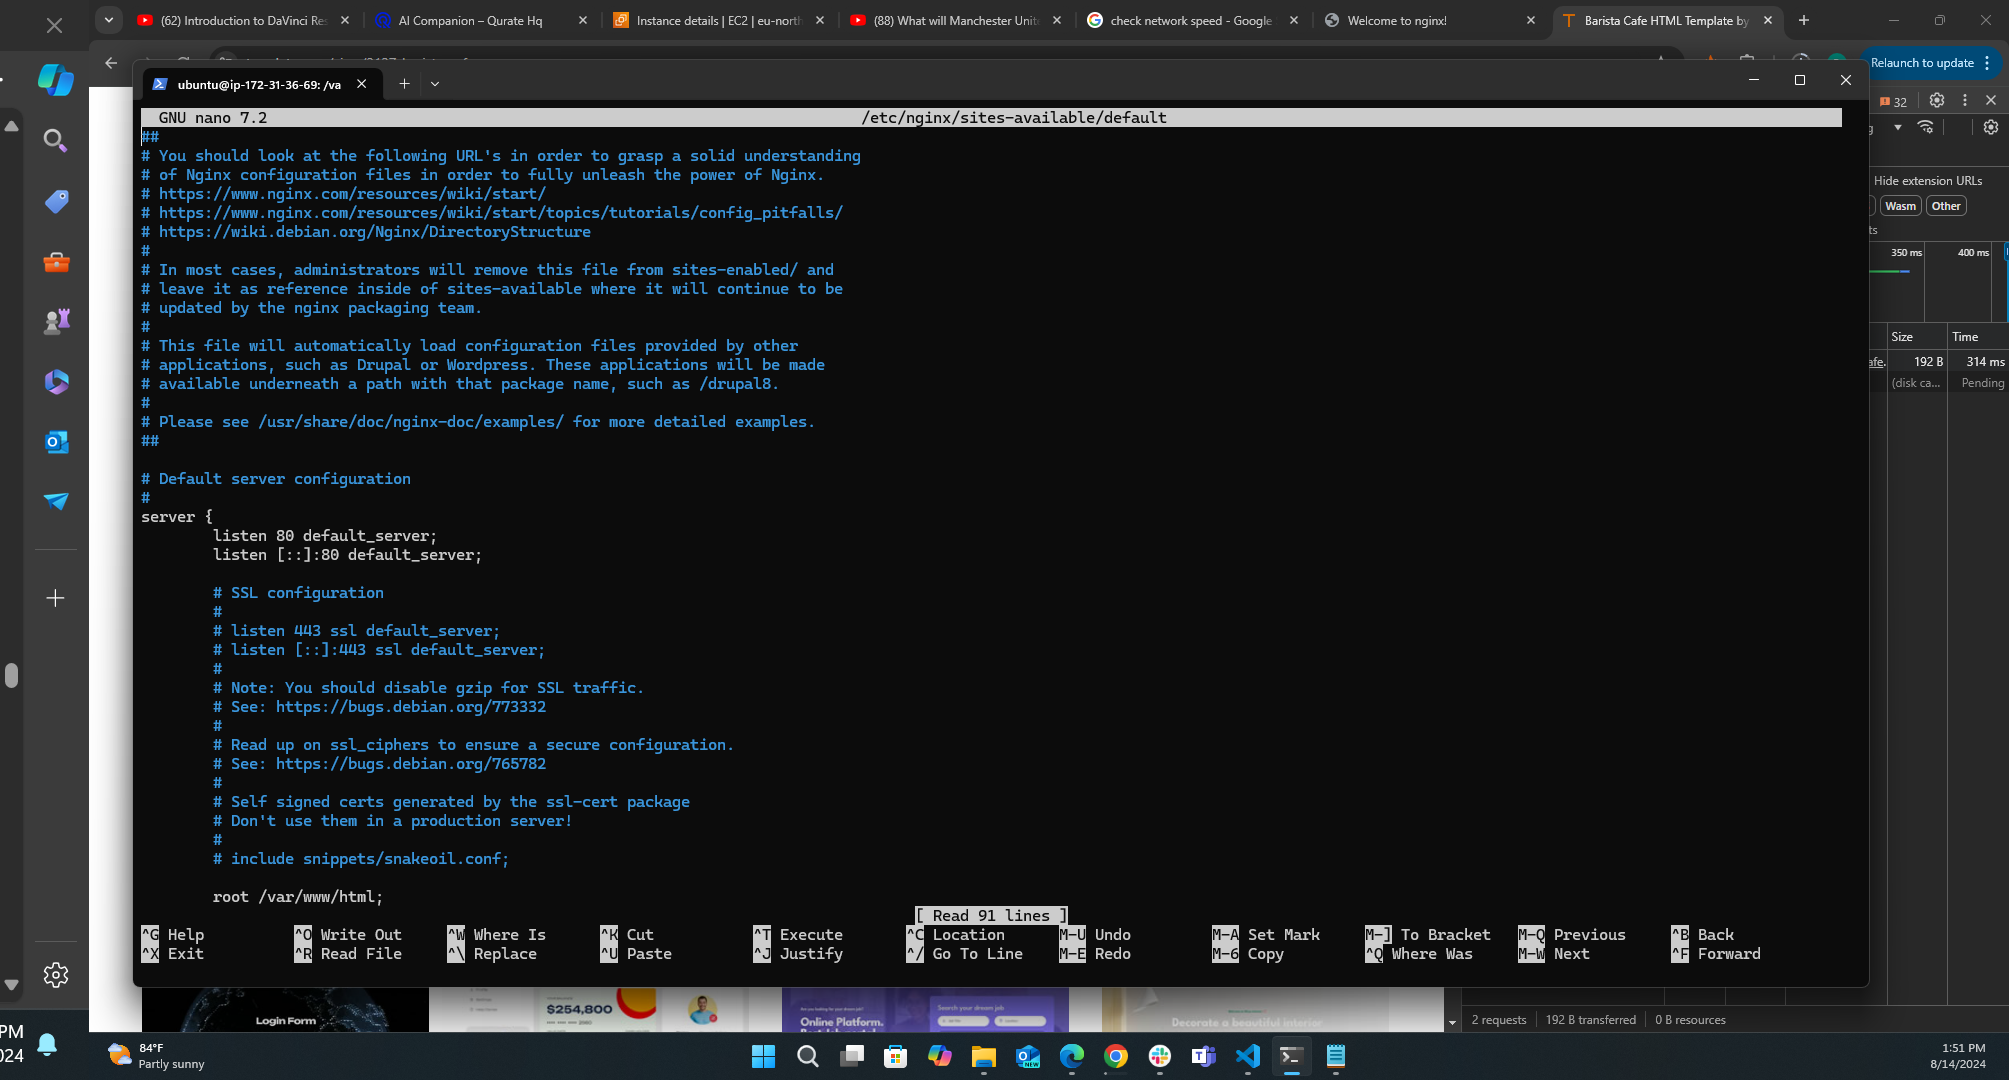 (62) Introduction to DaVinci Res
AI Companion – Qurate Hq
Instance details | EC2 | eu-north
(88) What will Manchester Unite
check network speed - Google
Welcome to nginx!
Barista Cafe HTML Template by
Relaunch to update
ubuntu@ip-172-31-36-69: /va
GNU nano 7.2
/etc/nginx/sites-available/default
##
# You should look at the following URL's in order to grasp a solid understanding
# of Nginx configuration files in order to fully unleash the power of Nginx.
# https://www.nginx.com/resources/wiki/start/
# https://www.nginx.com/resources/wiki/start/topics/tutorials/config_pitfalls/
# https://wiki.debian.org/Nginx/DirectoryStructure
#
# In most cases, administrators will remove this file from sites-enabled/ and
# leave it as reference inside of sites-available where it will continue to be
# updated by the nginx packaging team.
#
# This file will automatically load configuration files provided by other
# applications, such as Drupal or Wordpress. These applications will be made
# available underneath a path with that package name, such as /drupal8.
#
# Please see /usr/share/doc/nginx-doc/examples/ for more detailed examples.
##
# Default server configuration
#
server {
listen 80 default_server;
listen [::]:80 default_server;
# SSL configuration
#
# listen 443 ssl default_server;
# listen [::]:443 ssl default_server;
#
# Note: You should disable gzip for SSL traffic.
# See: https://bugs.debian.org/773332
#
# Read up on ssl_ciphers to ensure a secure configuration.
# See: https://bugs.debian.org/765782
#
# Self signed certs generated by the ssl-cert package
# Don't use them in a production server!
#
# include snippets/snakeoil.conf;
root /var/www/html;
[ Read 91 lines ]
^G Help ^O Write Out ^W Where Is ^K Cut ^T Execute ^C Location M-U Undo M-A Set Mark M-] To Bracket M-Q Previous ^B Back
^X Exit ^R Read File ^\ Replace ^U Paste ^J Justify ^/ Go To Line M-E Redo M-6 Copy ^Q Where Was M-W Next ^F Forward
32
Hide extension URLs
Wasm
Other
ts
350 ms
400 ms
Size
Time
afe.
192 B
314 ms
(disk ca...
Pending
Login Form
$254,800
Online Platform.
Search your dream job
Decorate a beautiful interior
2 requests
192 B transferred
0 B resources
PM
024
84°F
Partly sunny
1:51 PM
8/14/2024